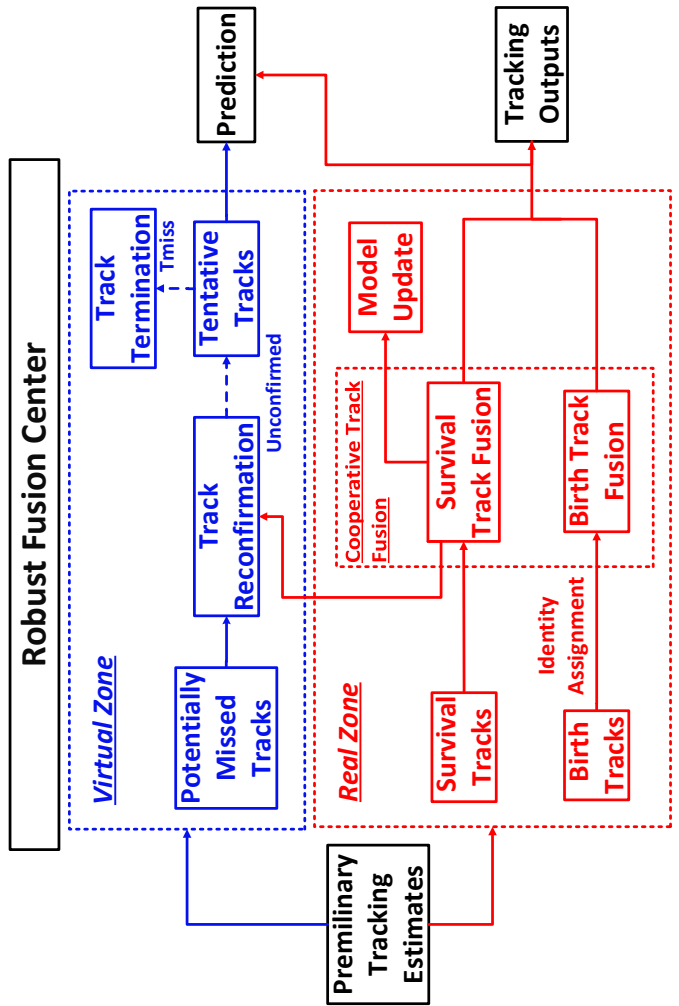 Robust Fusion Center
Premilinary
Tracking
Estimates
Virtual Zone
Potentially
Missed
Tracks
Track
Reconfirmation
Unconfirmed
Tentative
Tracks
Tmiss
Track
Termination
Prediction
Real Zone
Survival
Tracks
Cooperative Track
Fusion
Survival
Track Fusion
Model
Update
Birth
Tracks
Identity
Assignment
Birth Track
Fusion
Tracking
Outputs